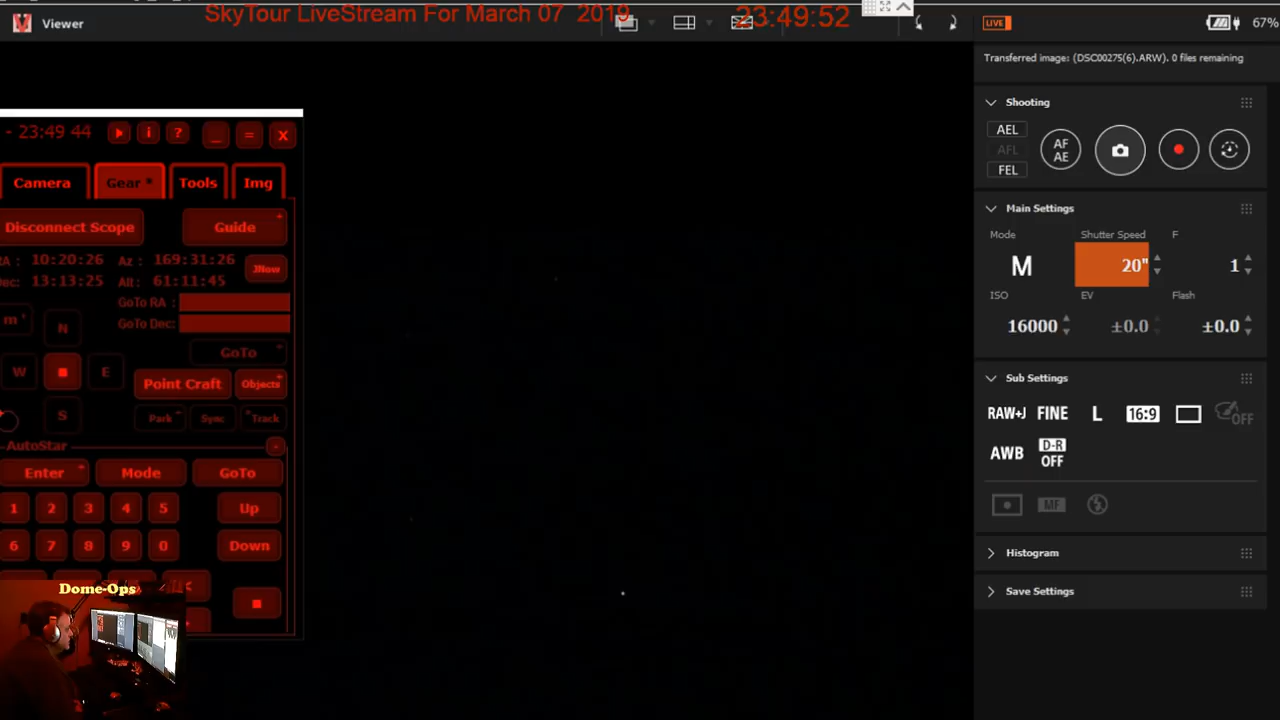 SkyTour LiveStream For March 07 2019
23:49:52
Viewer
LIVE
67%
Transferred image: (DSC00275(6).ARW). 0 files remaining
Shooting
AEL
AFL
FEL
AF
AE
Main Settings
Mode
Shutter Speed
F
M
20"
1
ISO
EV
Flash
16000
±0.0
±0.0
Sub Settings
RAW+J
FINE
L
16:9
OFF
AWB
D-R
OFF
MF
Histogram
Save Settings
- 23:49 44
i
?
_
=
X
Camera
Gear *
Tools
Img
Disconnect Scope
Guide
RA : 10:20:26 Az : 169:31:26
Dec: 13:13:25 Alt : 61:11:45
JNow
GoTo RA :
GoTo Dec:
m '
N
GoTo
W
E
Point Craft
Objects
S
Park
Sync
Track
AutoStar
Enter
Mode
GoTo
1 2 3 4 5
Up
6 7 8 9 0
Down
Dome-Ops